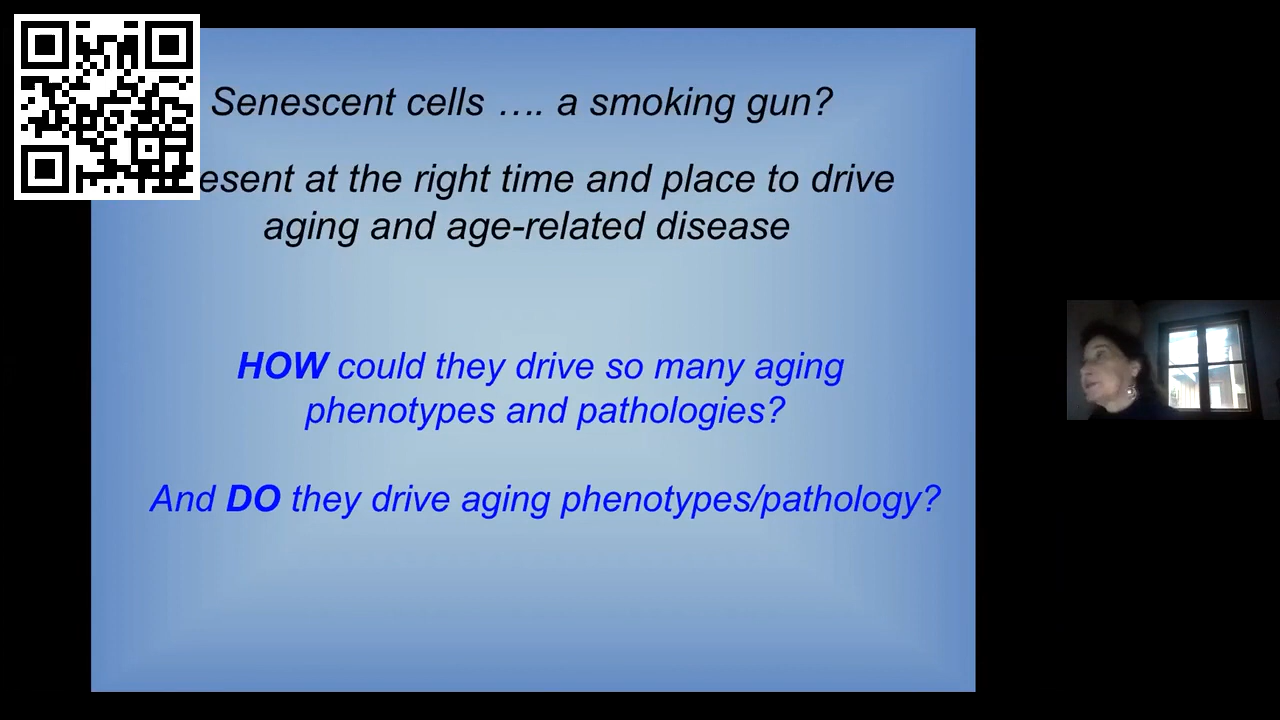 Senescent cells .... a smoking gun?
esent at the right time and place to drive
aging and age-related disease
HOW could they drive so many aging
phenotypes and pathologies?
And DO they drive aging phenotypes/pathology?